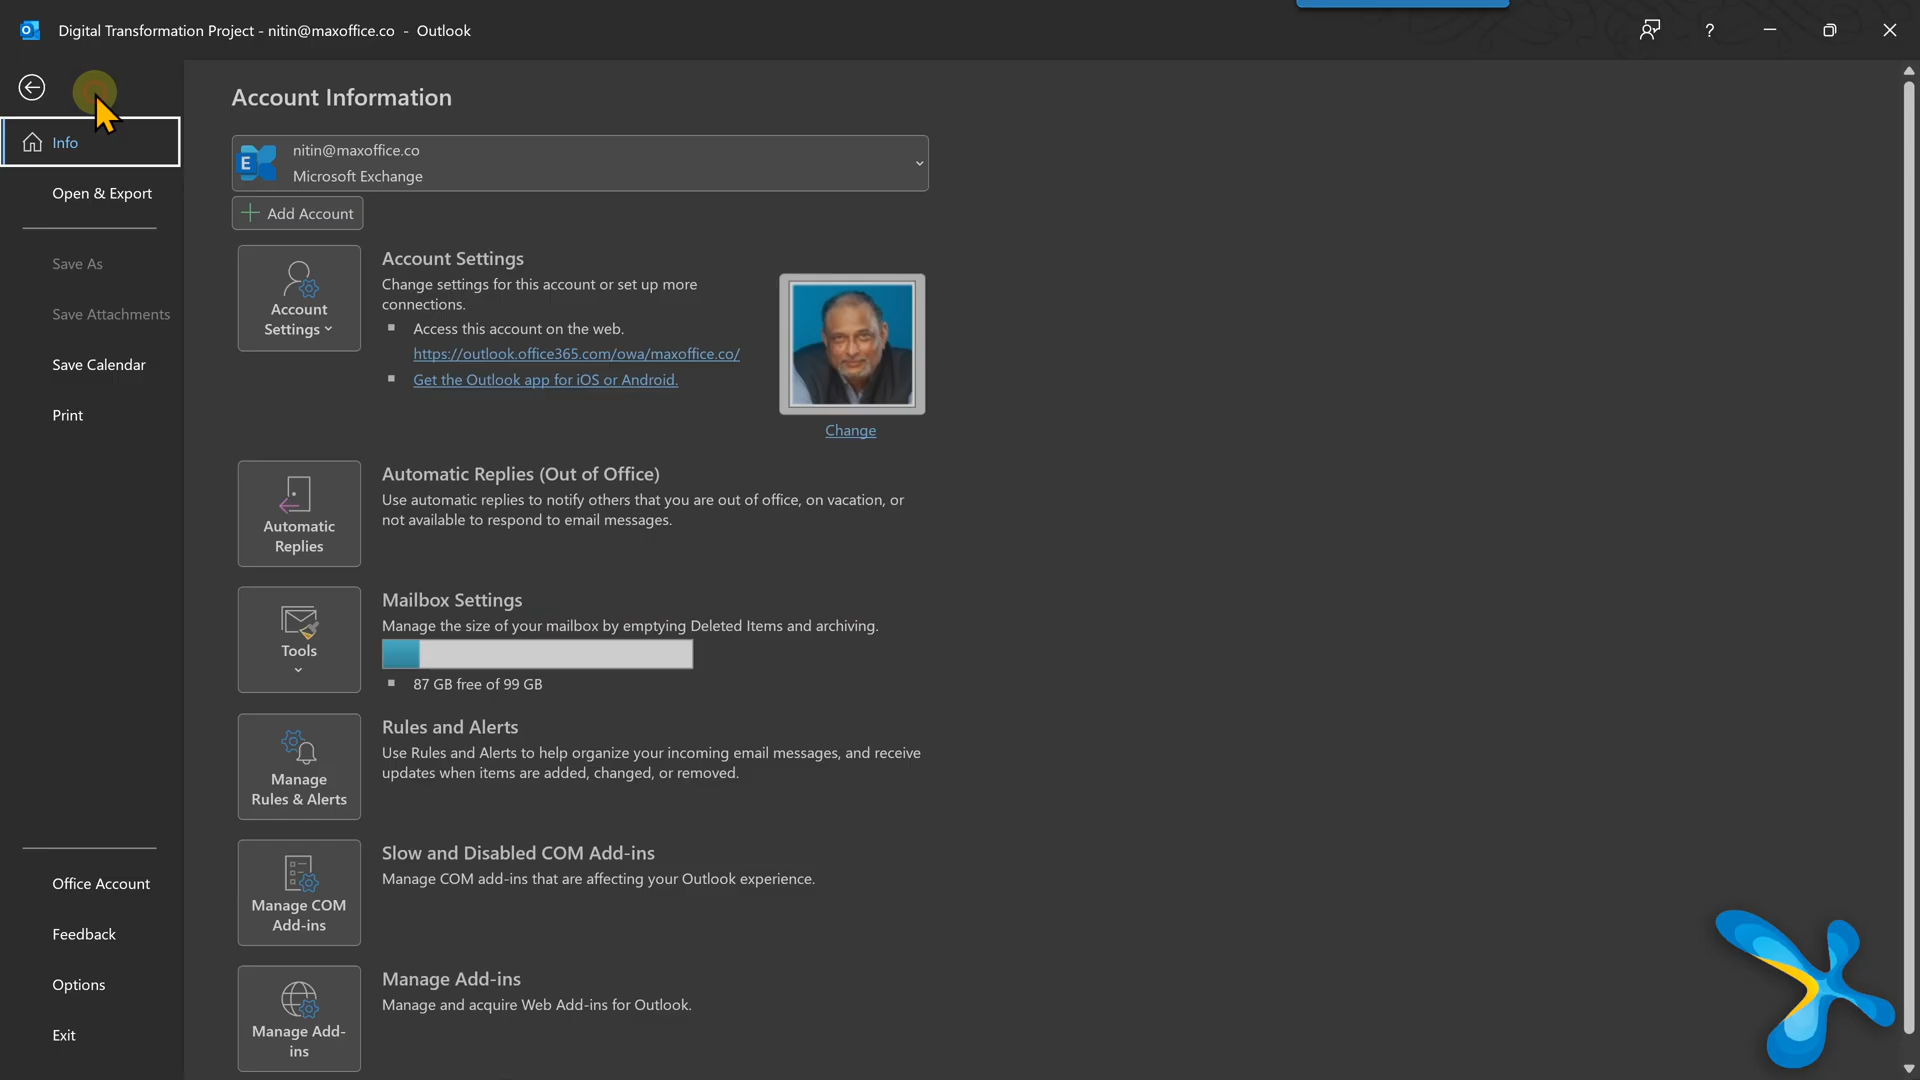 Digital Transformation Project - nitin@maxoffice.co - Outlook
?
Info
Open & Export
Save As
Save Attachments
Save Calendar
Print
Office Account
Feedback
Options
Exit
Account Information
E
nitin@maxoffice.co
Microsoft Exchange
Add Account
Account
Settings
Account Settings
Change settings for this account or set up more
connections.
Access this account on the web.
https://outlook.office365.com/owa/maxoffice.co/
Get the Outlook app for iOS or Android.
Change
Automatic
Replies
Automatic Replies (Out of Office)
Use automatic replies to notify others that you are out of office, on vacation, or
not available to respond to email messages.
Tools
Mailbox Settings
Manage the size of your mailbox by emptying Deleted Items and archiving.
87 GB free of 99 GB
Manage
Rules & Alerts
Rules and Alerts
Use Rules and Alerts to help organize your incoming email messages, and receive
updates when items are added, changed, or removed.
Manage COM
Add-ins
Slow and Disabled COM Add-ins
Manage COM add-ins that are affecting your Outlook experience.
Manage Add-
ins
Manage Add-ins
Manage and acquire Web Add-ins for Outlook.